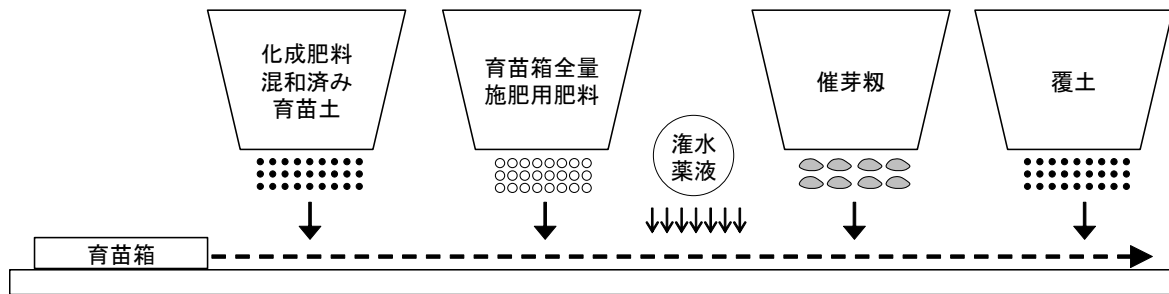 化成肥料
混和済み
育苗土
育苗箱全量
施肥用肥料
潅水
薬液
催芽籾
覆土
育苗箱